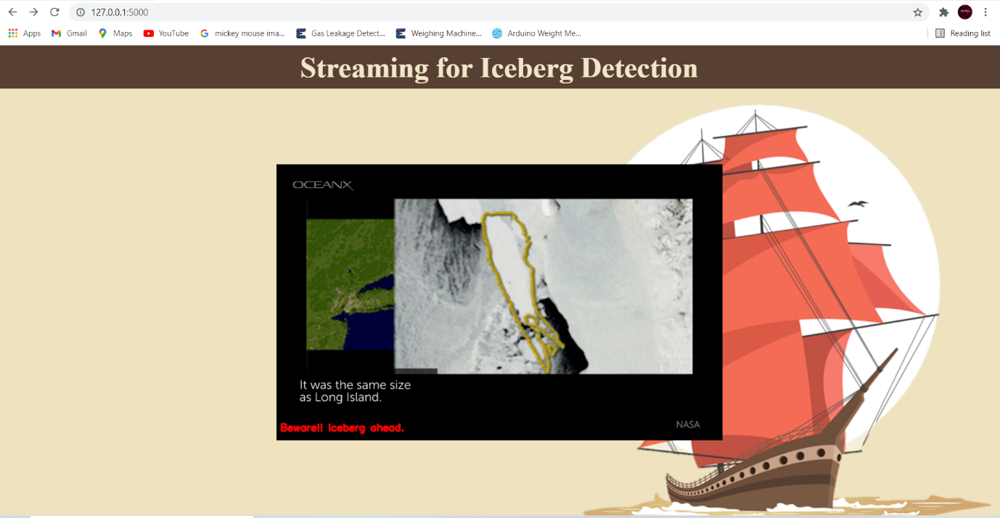 127.0.0.1:5000
Apps Gmail Maps YouTube mickey mouse ima... Gas Leakage Detect... Weighing Machine... Arduino Weight Me... Reading list
Streaming for Iceberg Detection
OCEANX
It was the same size
as Long Island.
Beware!! Iceberg ahead.
NASA